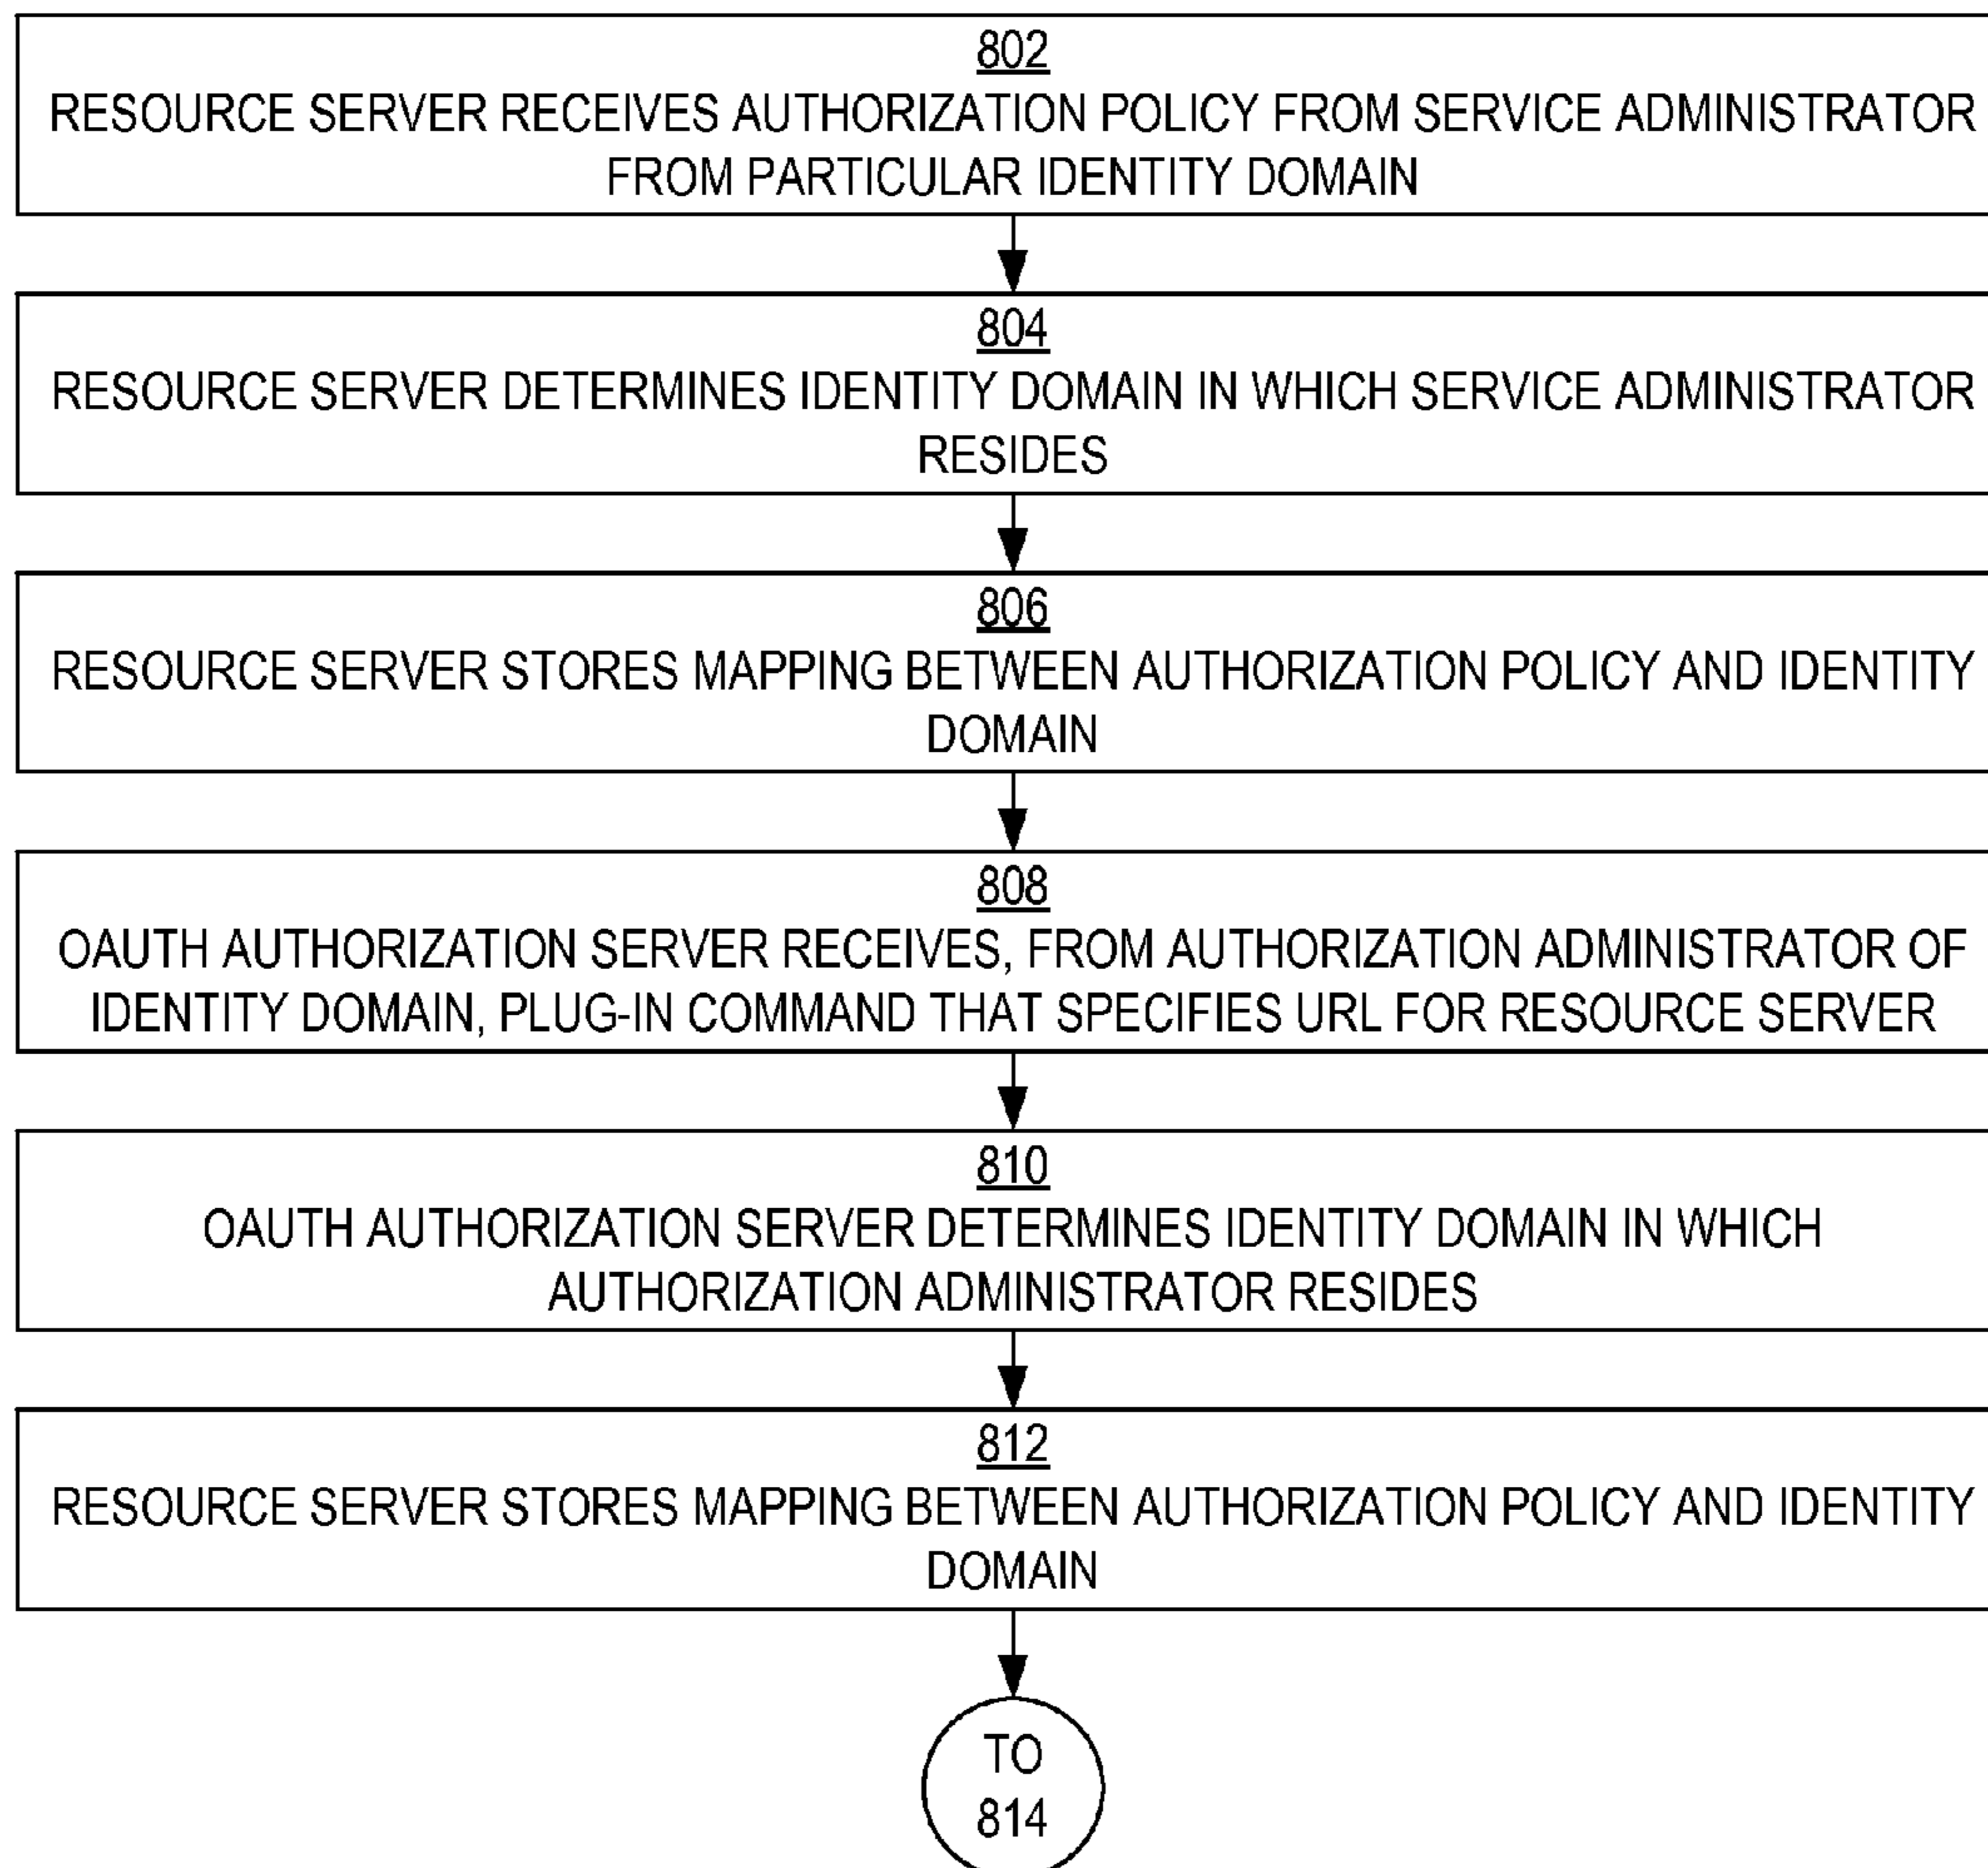 802
RESOURCE SERVER RECEIVES AUTHORIZATION POLICY FROM SERVICE ADMINISTRATOR
FROM PARTICULAR IDENTITY DOMAIN
804
RESOURCE SERVER DETERMINES IDENTITY DOMAIN IN WHICH SERVICE ADMINISTRATOR
RESIDES
806
RESOURCE SERVER STORES MAPPING BETWEEN AUTHORIZATION POLICY AND IDENTITY
DOMAIN
808
OAUTH AUTHORIZATION SERVER RECEIVES, FROM AUTHORIZATION ADMINISTRATOR OF
IDENTITY DOMAIN, PLUG-IN COMMAND THAT SPECIFIES URL FOR RESOURCE SERVER
810
OAUTH AUTHORIZATION SERVER DETERMINES IDENTITY DOMAIN IN WHICH
AUTHORIZATION ADMINISTRATOR RESIDES
812
RESOURCE SERVER STORES MAPPING BETWEEN AUTHORIZATION POLICY AND IDENTITY
DOMAIN
TO
814